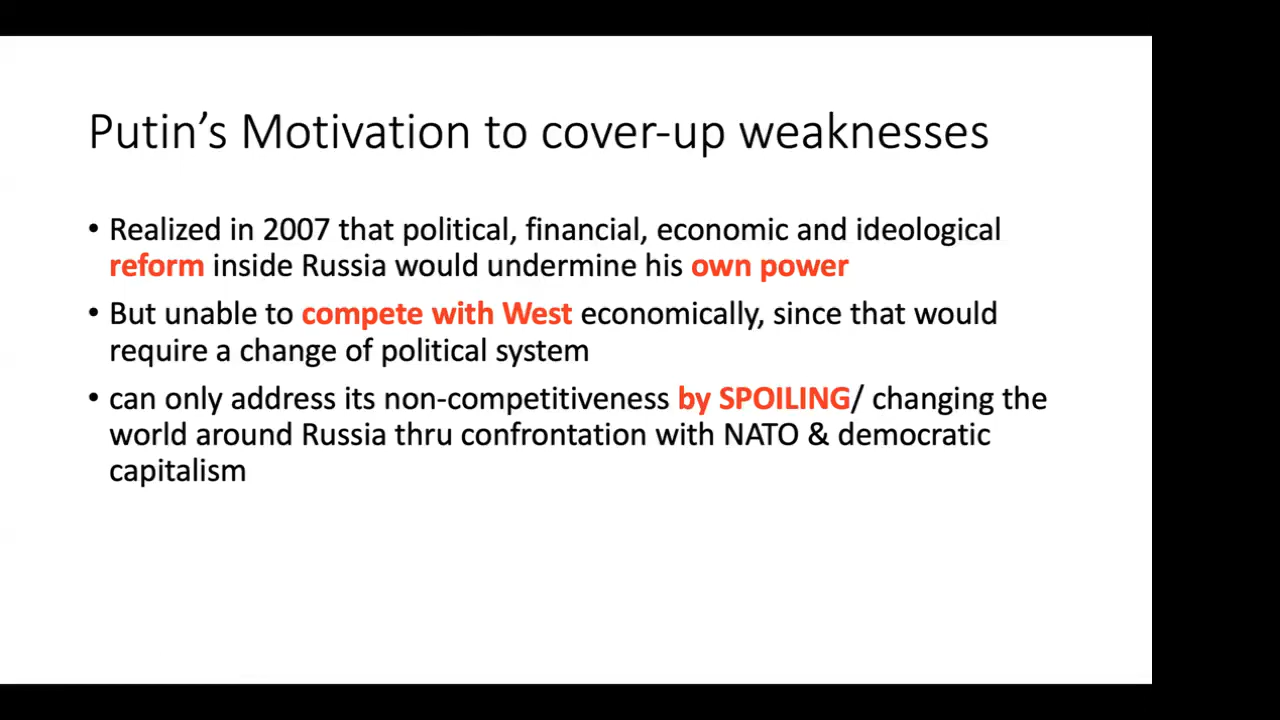 Putin’s Motivation to cover-up weaknesses
• Realized in 2007 that political, financial, economic and ideological
reform inside Russia would undermine his own power
• But unable to compete with West economically, since that would
require a change of political system
• can only address its non-competitiveness by SPOILING/ changing the
world around Russia thru confrontation with NATO & democratic
capitalism